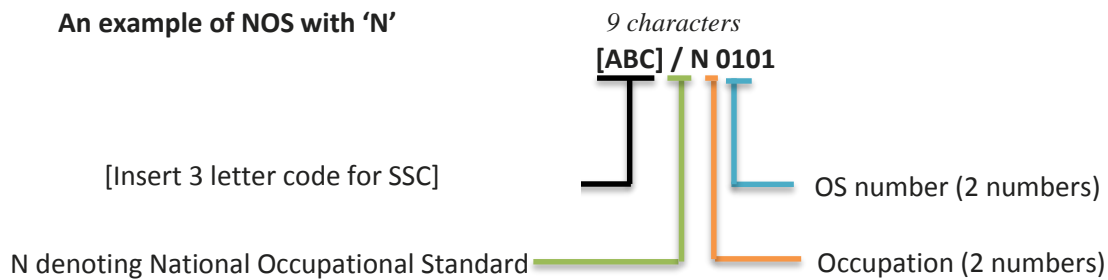 An example of NOS with ‘N’
9 characters
[ABC] / N 0101
[Insert 3 letter code for SSC]
OS number (2 numbers)
N denoting National Occupational Standard
Occupation (2 numbers)